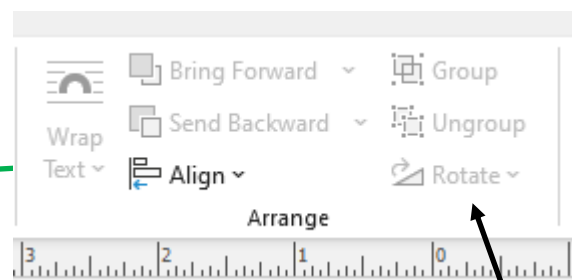 Bring Forward
Group
Wrap
Text
Send Backward
Ungroup
Align
Rotate
Arrange
3 2 1 0